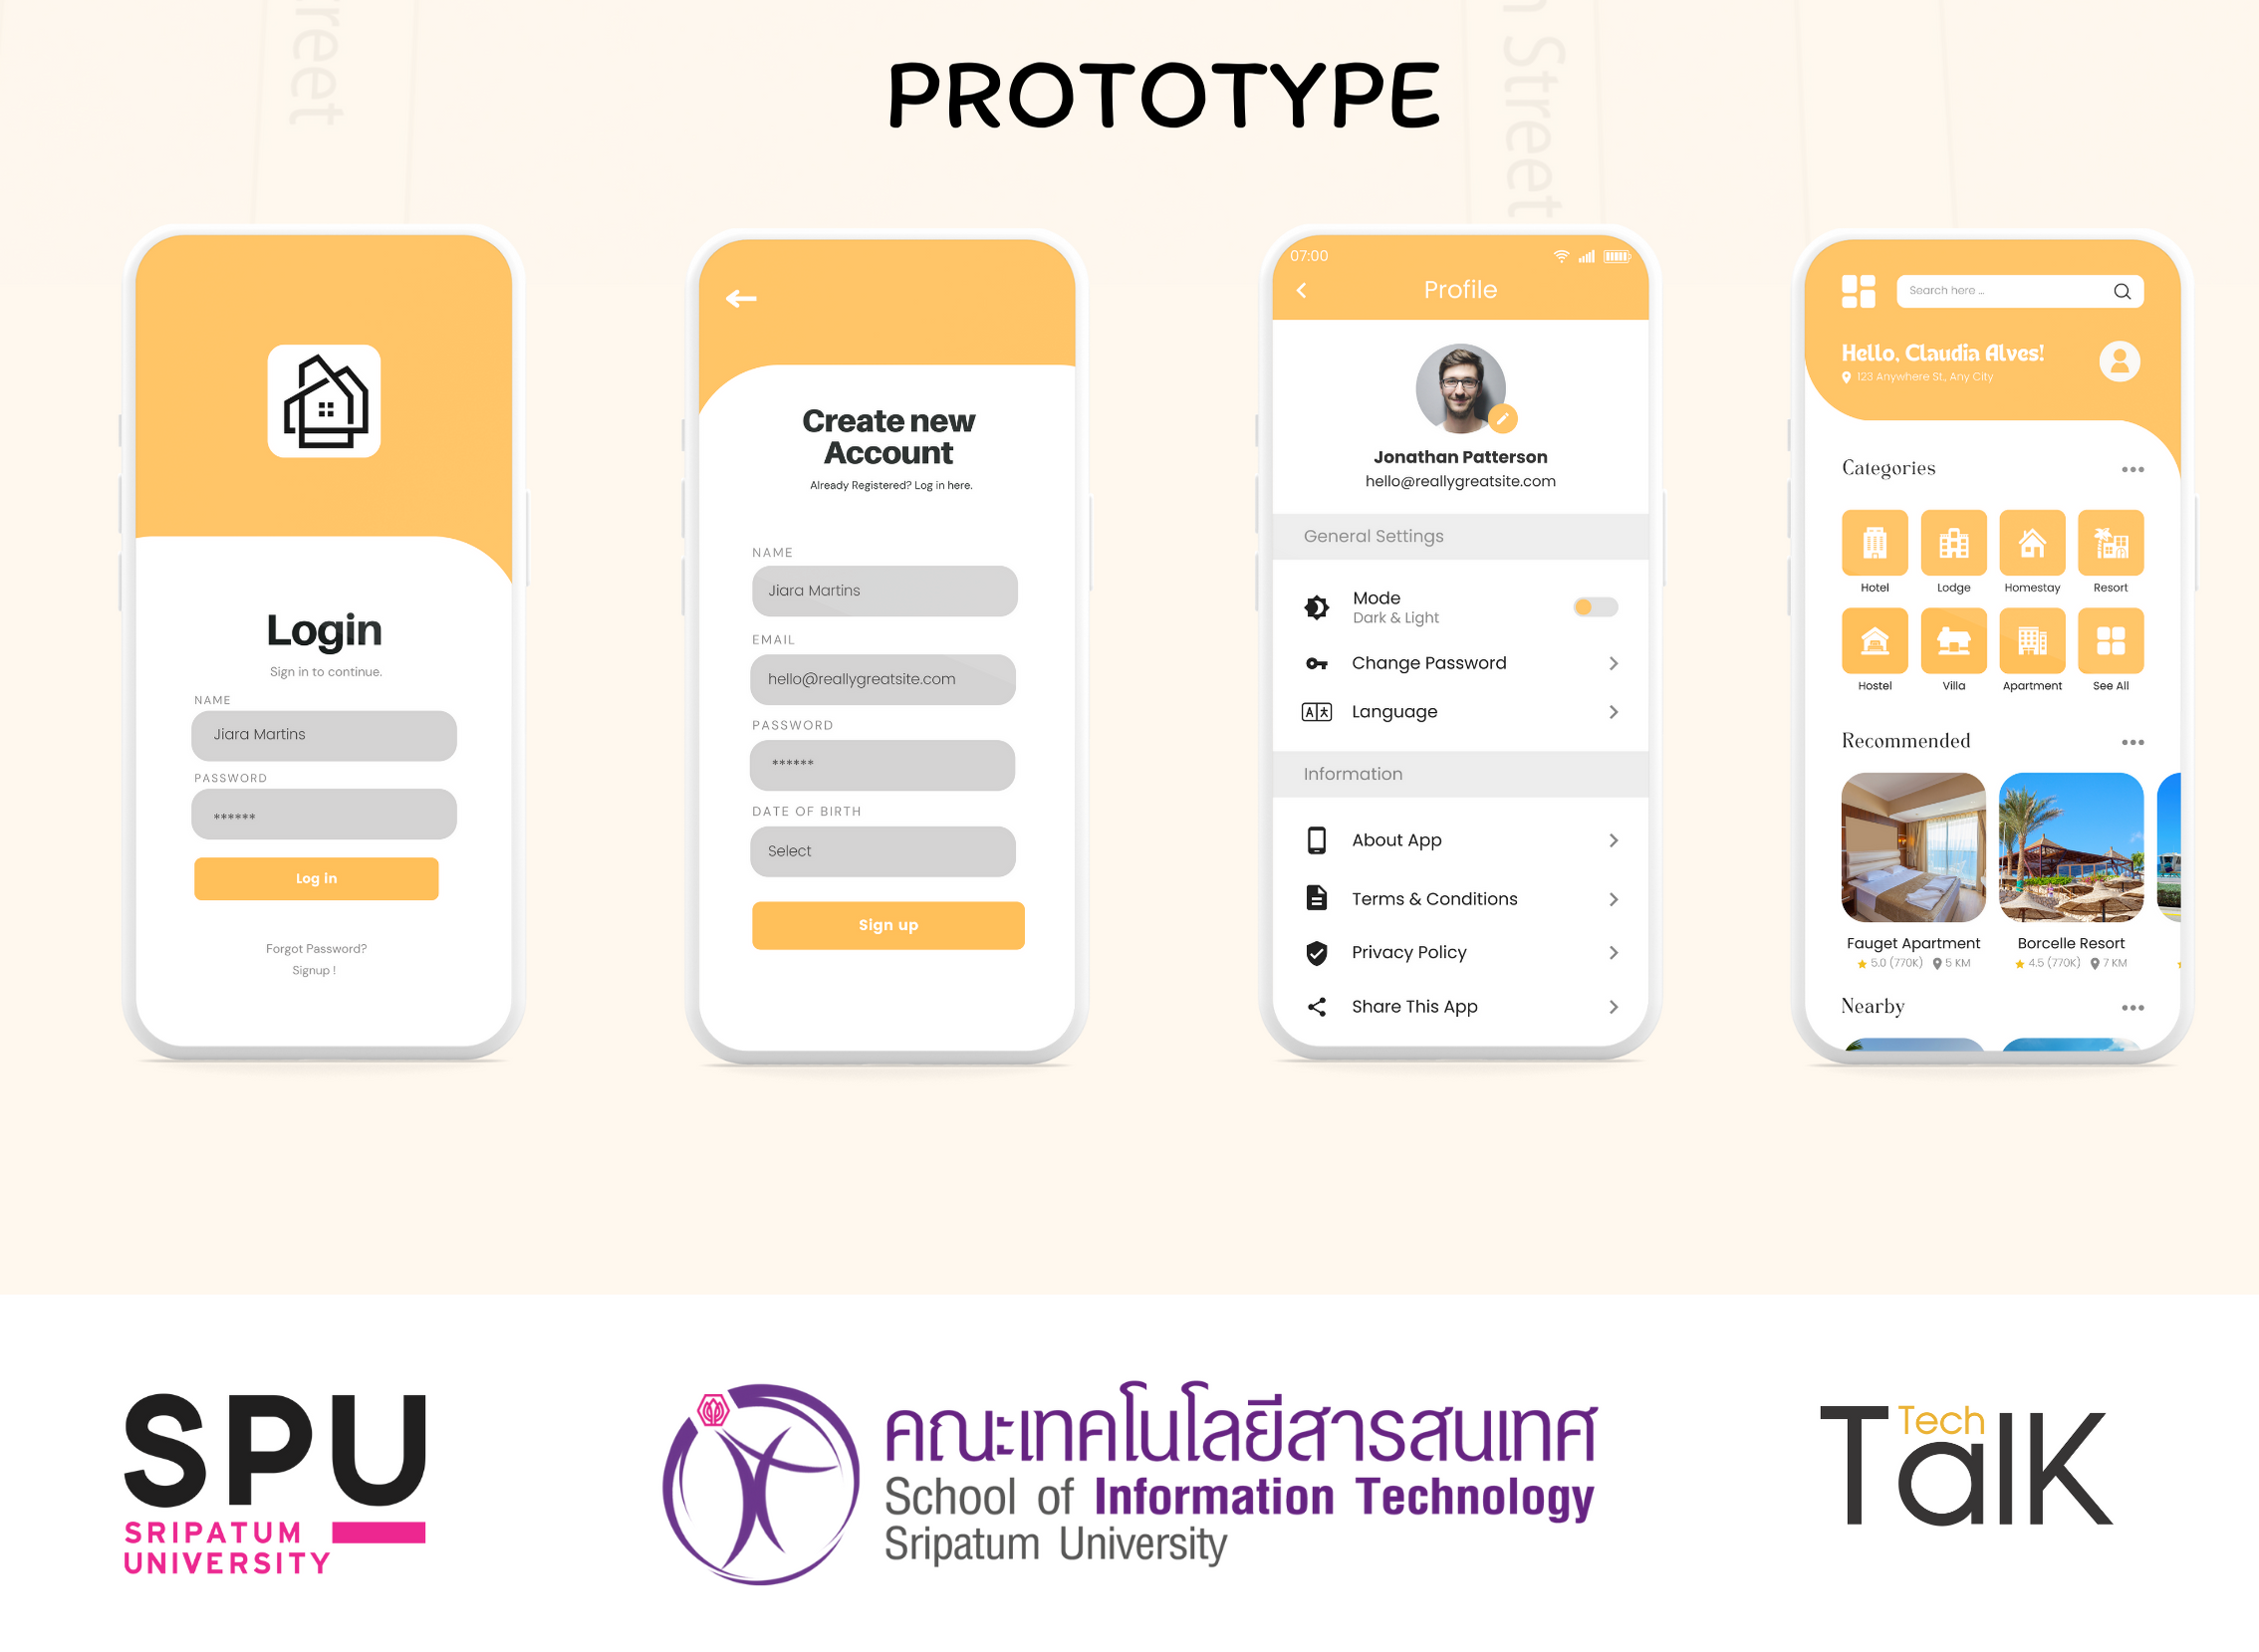 reet
n Street
PROTOTYPE
Login
Sign in to continue.
NAME
Jiara Martins
PASSWORD
******
Log in
Forgot Password?
Signup !
Create new
Account
Already Registered? Log in here.
NAME
Jiara Martins
EMAIL
hello@reallygreatsite.com
PASSWORD
******
DATE OF BIRTH
Select
Sign up
07:00
Profile
Jonathan Patterson
hello@reallygreatsite.com
General Settings
Mode
Dark & Light
Change Password
Language
Information
About App
Terms & Conditions
Privacy Policy
Share This App
Search here ...
Hello, Claudia Alves!
123 Anywhere St., Any City
Categories
Hotel Lodge Homestay Resort
Hostel Villa Apartment See All
Recommended
Fauget Apartment Borcelle Resort
5.0 (770K) 5 KM 4.5 (770K) 7 KM
Nearby
SPU
SRIPATUM
UNIVERSITY
คณะเทคโนโลยีสารสนเทศ
School of Information Technology
Sripatum University
Tech
Talk